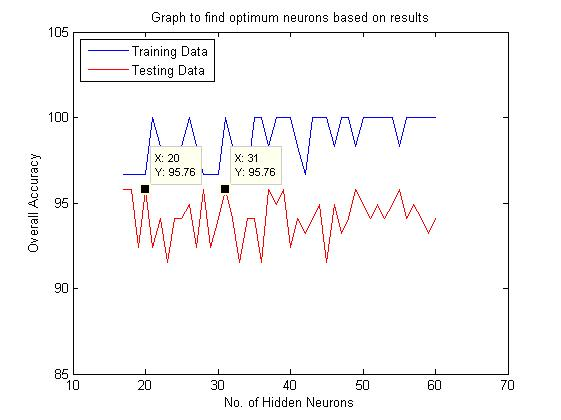 Graph to find optimum neurons based on results
105
Training Data
Testing Data
100
X: 20
Y: 95.76
X: 31
Y: 95.76
Overall Accuracy
95
90
85
10 20 30 40 50 60 70
No. of Hidden Neurons